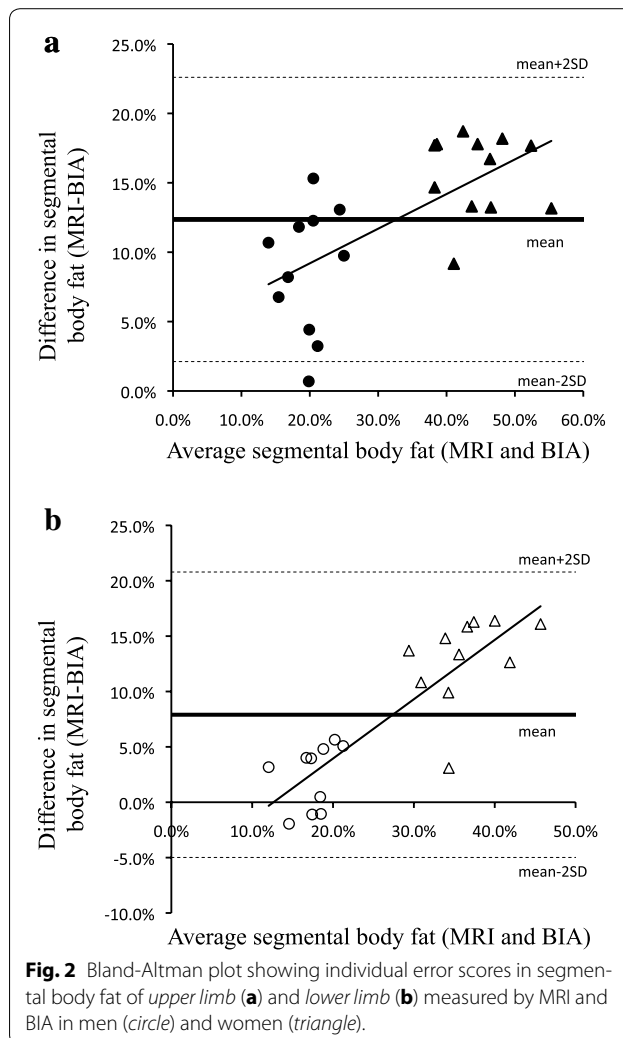 a
25.0%
mean+2SD
20.0%
15.0%
Difference in segmental
body fat (MRI-BIA)
mean
10.0%
5.0%
mean-2SD
0.0%
0.0% 10.0% 20.0% 30.0% 40.0% 50.0% 60.0%
Average segmental body fat (MRI and BIA)
b
25.0%
mean+2SD
20.0%
15.0%
Difference in segmental
body fat (MRI-BIA)
10.0%
mean
5.0%
0.0%
0.0% 10.0% 20.0% 30.0% 40.0% 50.0%
-5.0%
mean-2SD
-10.0%
Average segmental body fat (MRI and BIA)
Fig. 2 Bland-Altman plot showing individual error scores in segmen-
tal body fat of upper limb (a) and lower limb (b) measured by MRI and
BIA in men (circle) and women (triangle).